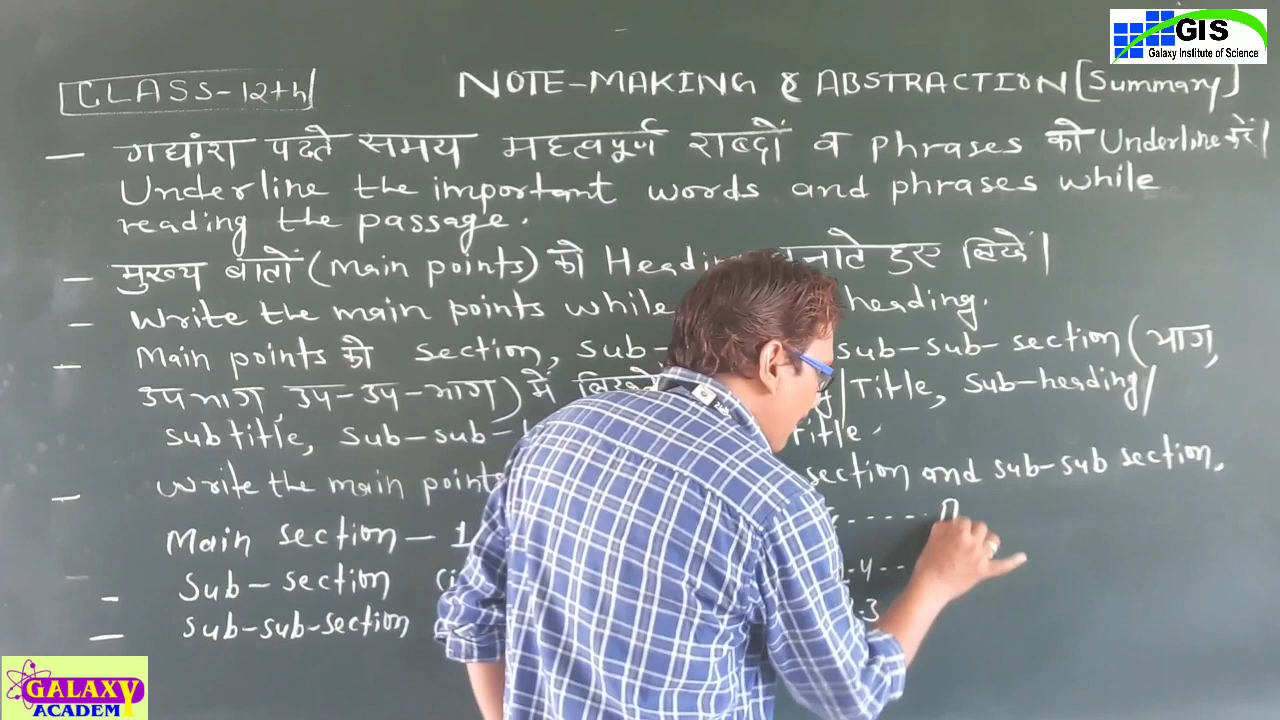 GIS
Galaxy Institute of Science
CLASS-12th
NOTE-MAKING & ABSTRACTION [Summary]
— गद्यांश पढते समय महत्वपूर्ण शब्दों व phrases को Underline करें।
Underline the important words and phrases while
reading the passage.
— मुख्य बातों (Main points) को बनाते हुए लिखें।
— Write the main points while heading.
— Main points को section, sub- sub-sub-section (भाग,
उपभाग, उप-उप-भाग) में Title, Sub-heading/
subtitle, sub-sub- Title.
— Write the main points section and sub-sub section.
Main section - 1
- Sub-section
— sub-sub-section
GALAXY
ACADEM